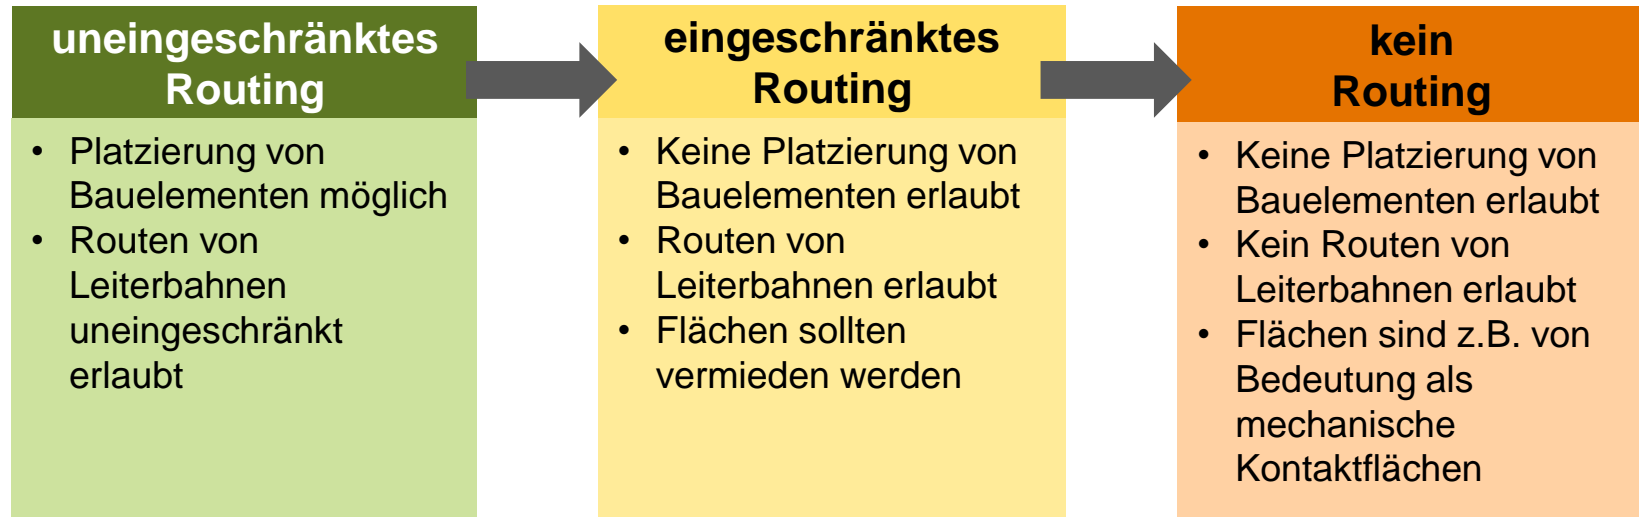 uneingeschränktes
Routing
• Platzierung von
Bauelementen möglich
• Routen von
Leiterbahnen
uneingeschränkt
erlaubt
eingeschränktes
Routing
• Keine Platzierung von
Bauelementen erlaubt
• Routen von
Leiterbahnen erlaubt
• Flächen sollten
vermieden werden
kein
Routing
• Keine Platzierung von
Bauelementen erlaubt
• Kein Routen von
Leiterbahnen erlaubt
• Flächen sind z.B. von
Bedeutung als
mechanische
Kontaktflächen